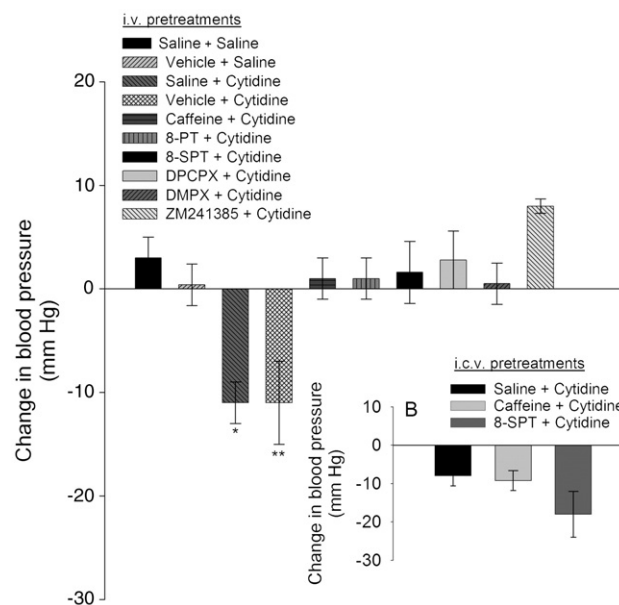 i.v. pretreatments
Saline + Saline
Vehicle + Saline
Saline + Cytidine
Vehicle + Cytidine
Caffeine + Cytidine
8-PT + Cytidine
8-SPT + Cytidine
DPCPX + Cytidine
DMPX + Cytidine
ZM241385 + Cytidine
Change in blood pressure
(mm Hg)
20
10
0
-10
-20
-30
*
**
i.c.v. pretreatments
B
Saline + Cytidine
Caffeine + Cytidine
8-SPT + Cytidine
Change in blood pressure
(mm Hg)
10
0
-10
-20
-30